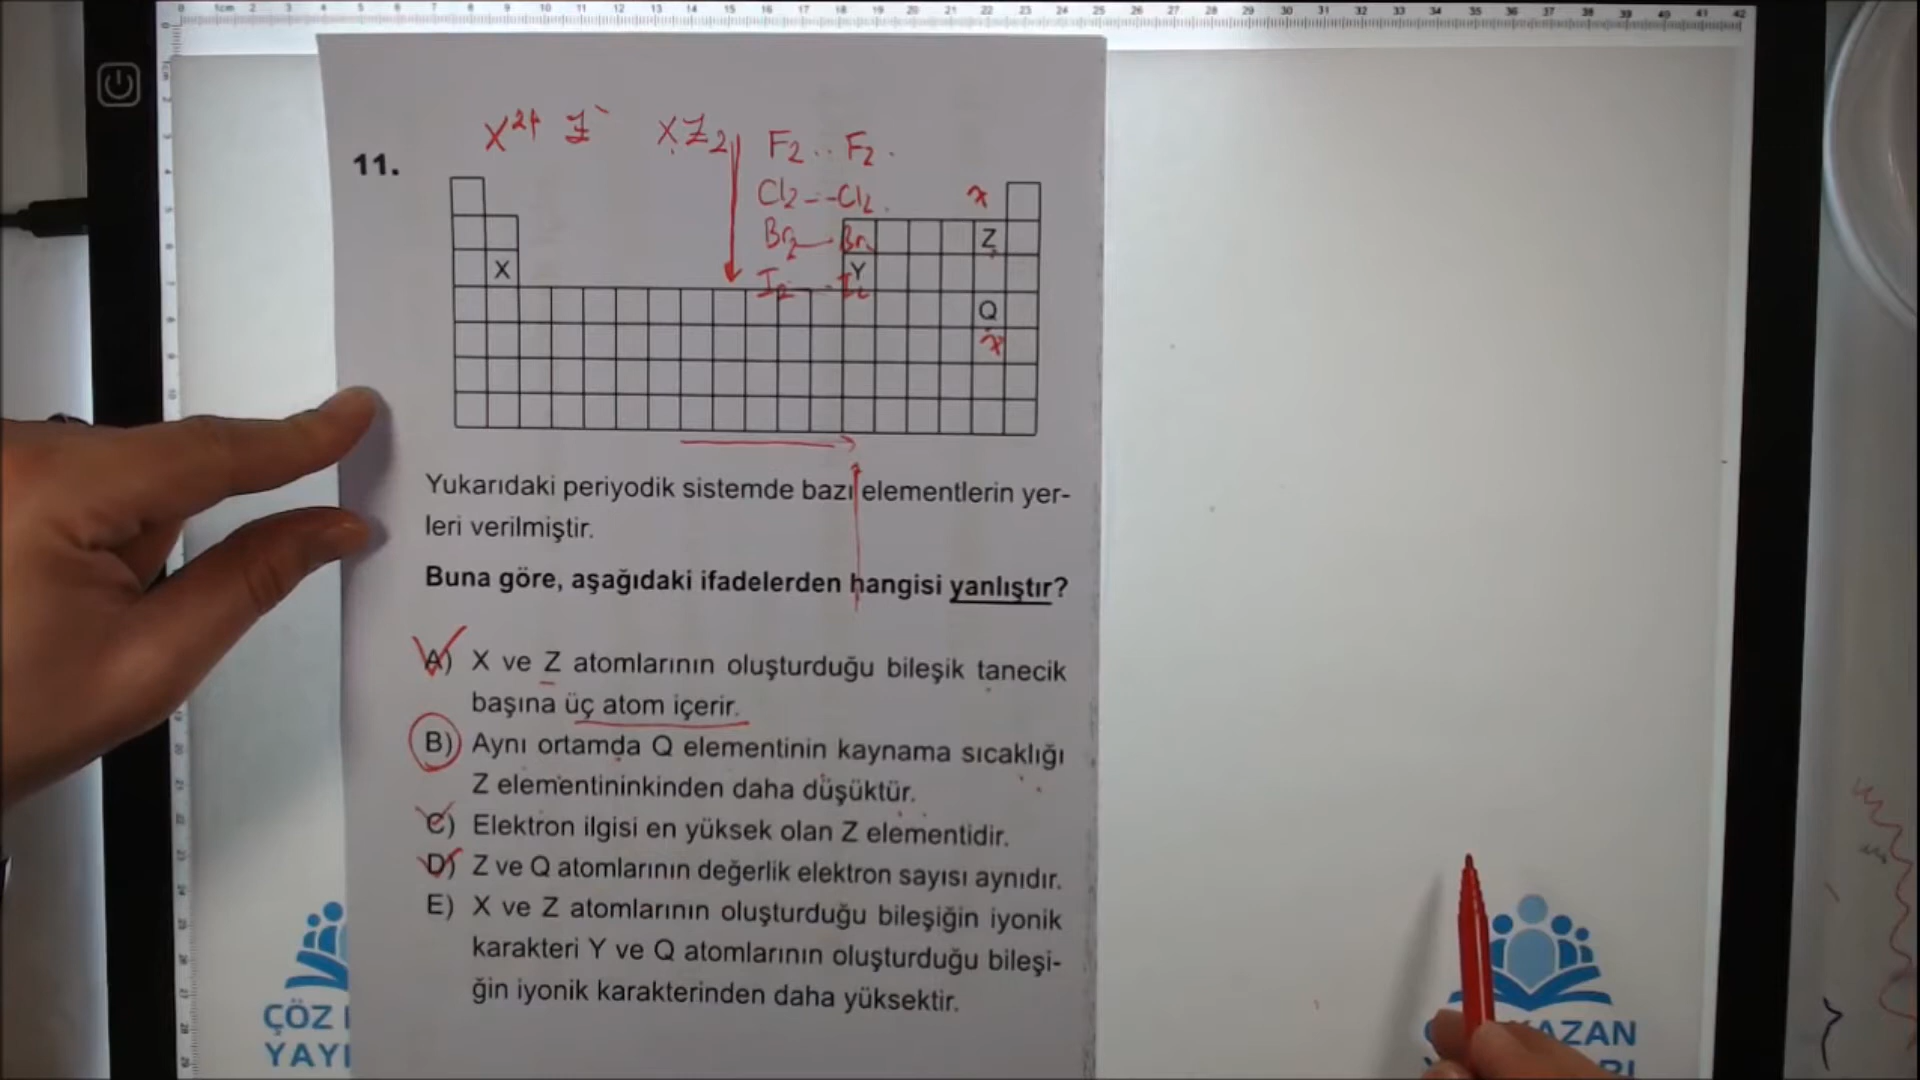 X²⁺ Z⁻ XZ₂
F₂ .. F₂ .
Cl₂ --Cl₂
Br₂ Br₂
I₂ I₂
11.
X
Z
Y
Q
Yukarıdaki periyodik sistemde bazı elementlerin yer-
leri verilmiştir.
Buna göre, aşağıdaki ifadelerden hangisi yanlıştır?
A) X ve Z atomlarının oluşturduğu bileşik tanecik
başına üç atom içerir.
B) Aynı ortamda Q elementinin kaynama sıcaklığı
Z elementininkinden daha düşüktür.
C) Elektron ilgisi en yüksek olan Z elementidir.
D) Z ve Q atomlarının değerlik elektron sayısı aynıdır.
E) X ve Z atomlarının oluşturduğu bileşiğin iyonik
karakteri Y ve Q atomlarının oluşturduğu bileşi-
ğin iyonik karakterinden daha yüksektir.
ÇÖZ
YAYI
AZAN